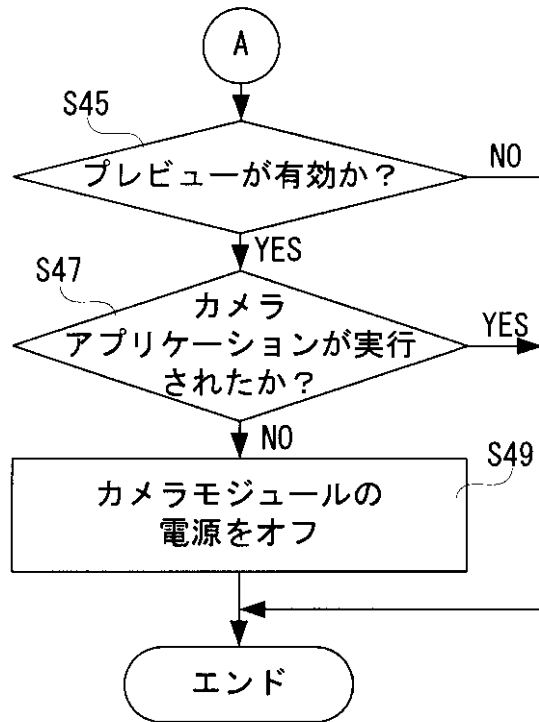 A
S45
プレビューが有効か?
NO
YES
S47
カメラ
アプリケーションが実行
されたか?
YES
NO
S49
カメラモジュールの
電源をオフ
エンド